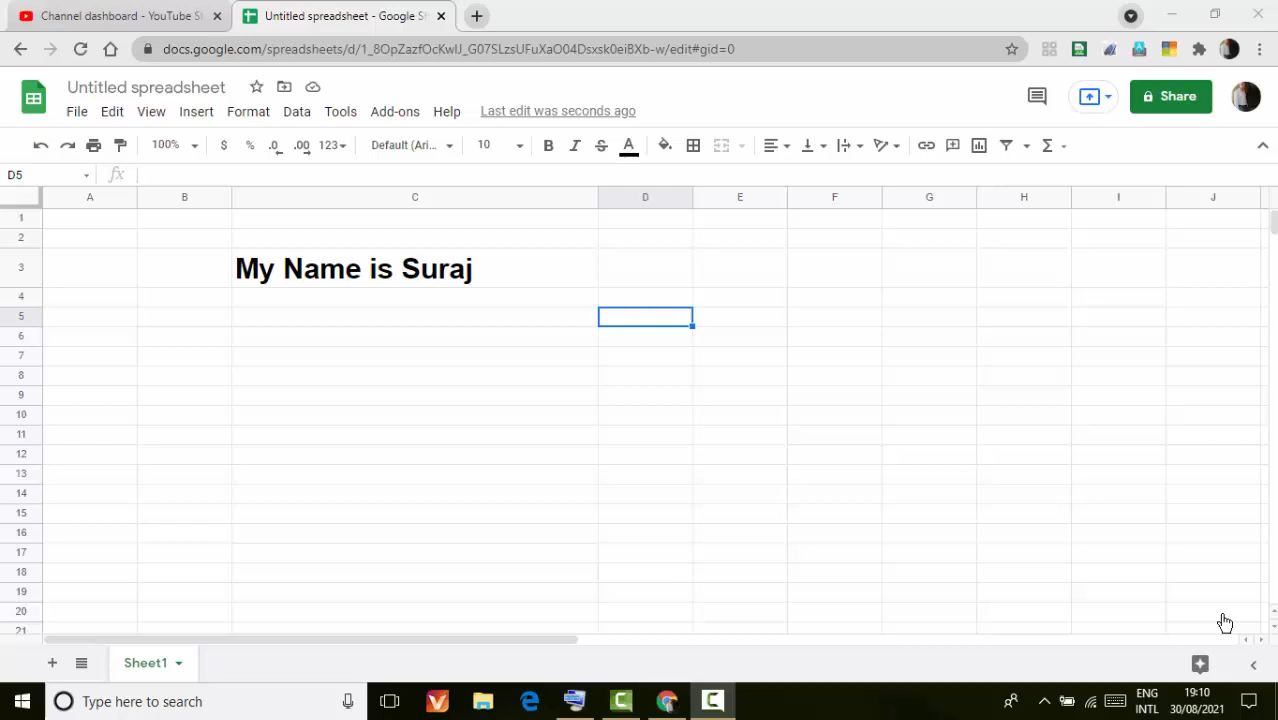 Channel dashboard - YouTube St
Untitled spreadsheet - Google Sh
docs.google.com/spreadsheets/d/1_8OpZazfOcKwIJ_G07SLzsUFuXaO04Dsxsk0ei8Xb-w/edit#gid=0
Untitled spreadsheet
File Edit View Insert Format Data Tools Add-ons Help Last edit was seconds ago
Share
100% $ % .0 .00 123 Default (Ari... 10 B I S A Σ
D5 fx
A B C D E F G H I J
1
2
3 My Name is Suraj
4
5
6
7
8
9
10
11
12
13
14
15
16
17
18
19
20
21
Sheet1
Type here to search
ENG 19:10
INTL 30/08/2021